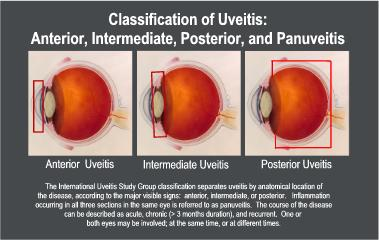 Classification of Uveitis:
Anterior, Intermediate, Posterior, and Panuveitis
Anterior Uveitis
Intermediate Uveitis
Posterior Uveitis
The International Uveitis Study Group classification separates uveitis by anatomical location
of the disease, according to the major visible signs: anterior, intermediate, or posterior. Inflammation
occurring in all three sections in the same eye is referred to as panuveitis. The course of the disease
can be described as acute, chronic (> 3 months duration), and recurrent. One or
both eyes may be involved; at the same time, or at different times.